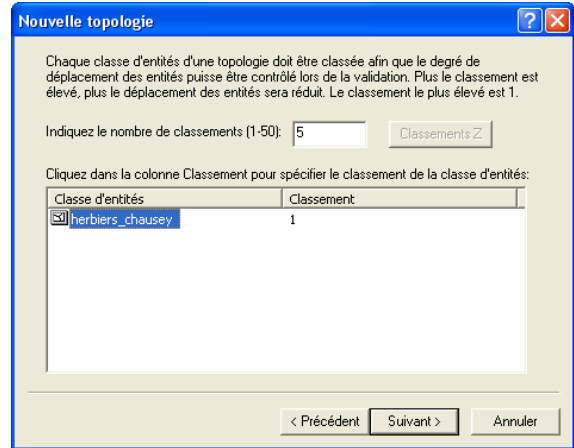 Nouvelle topologie
Chaque classe d'entités d'une topologie doit être classée afin que le degré de
déplacement des entités puisse être contrôlé lors de la validation. Plus le classement est
élevé, plus le déplacement des entités sera réduit. Le classement le plus élevé est 1.
Indiquez le nombre de classements (1-50): 5 Classements Z
Cliquez dans la colonne Classement pour spécifier le classement de la classe d'entités:
Classe d'entités Classement
herbiers_chausey 1
< Précédent Suivant > Annuler